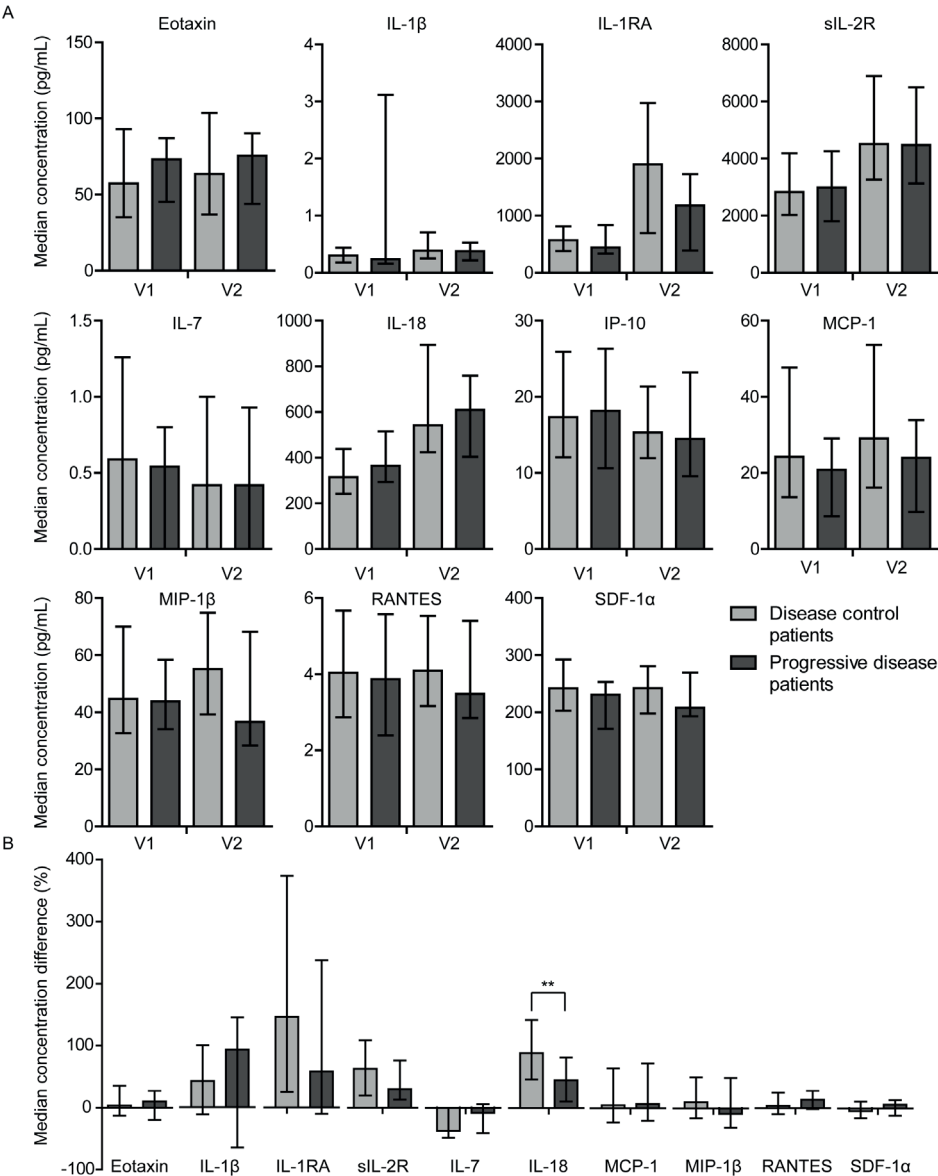 A
Eotaxin
IL-1β
IL-1RA
sIL-2R
Median concentration (pg/mL)
150
100
50
0
V1 V2
4
3
2
1
0
V1 V2
4000
3000
2000
1000
0
V1 V2
8000
6000
4000
2000
0
V1 V2
IL-7
IL-18
IP-10
MCP-1
Median concentration (pg/mL)
1.5
1.0
0.5
0.0
V1 V2
1000
800
600
400
200
0
V1 V2
30
20
10
0
V1 V2
60
40
20
0
V1 V2
MIP-1β
RANTES
SDF-1α
Median concentration (pg/mL)
80
60
40
20
0
V1 V2
6
4
2
0
V1 V2
400
300
200
100
0
V1 V2
Disease control
patients
Progressive disease
patients
B
Median concentration difference (%)
400
300
200
100
0
-100
**
Eotaxin IL-1β IL-1RA sIL-2R IL-7 IL-18 MCP-1 MIP-1β RANTES SDF-1α